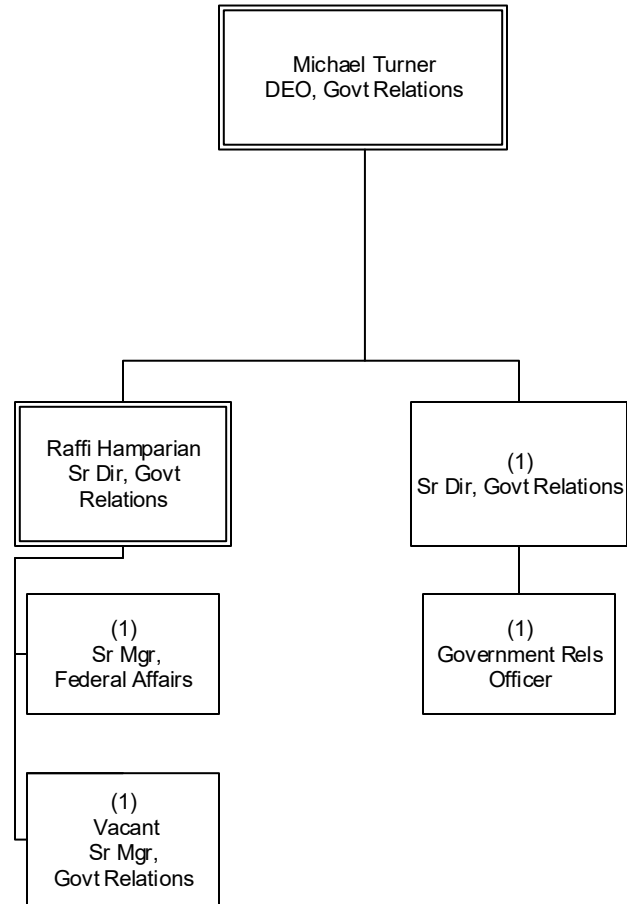 Michael Turner
DEO, Govt Relations
Raffi Hamparian
Sr Dir, Govt
Relations
(1)
Sr Dir, Govt Relations
(1)
Sr Mgr,
Federal Affairs
(1)
Government Rels
Officer
(1)
Vacant
Sr Mgr,
Govt Relations